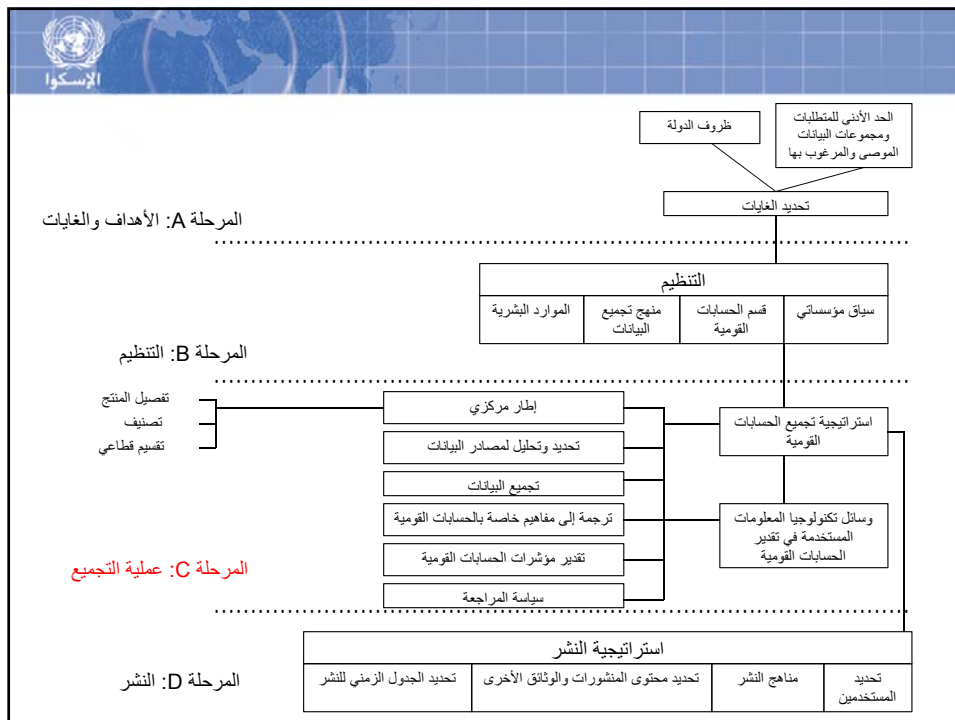 الإسكوا
الحد الأدنى للمتطلبات
ومجموعات البيانات
الموصى والمرغوب بها
ظروف الدولة
تحديد الغايات
المرحلة A: الأهداف والغايات
التنظيم
سياق مؤسساتي
قسم الحسابات
القومية
منهج تجميع
البيانات
الموارد البشرية
المرحلة B: التنظيم
استراتيجية تجميع الحسابات
القومية
إطار مركزي
تفصيل المنتج
تصنيف
تقسيم قطاعي
تحديد وتحليل لمصادر البيانات
تجميع البيانات
وسائل تكنولوجيا المعلومات
المستخدمة في تقدير
الحسابات القومية
ترجمة إلى مفاهيم خاصة بالحسابات القومية
تقدير مؤشرات الحسابات القومية
سياسة المراجعة
المرحلة C: عملية التجميع
استراتيجية النشر
تحديد
المستخدمين
مناهج النشر
تحديد محتوى المنشورات والوثائق الأخرى
تحديد الجدول الزمني للنشر
المرحلة D: النشر